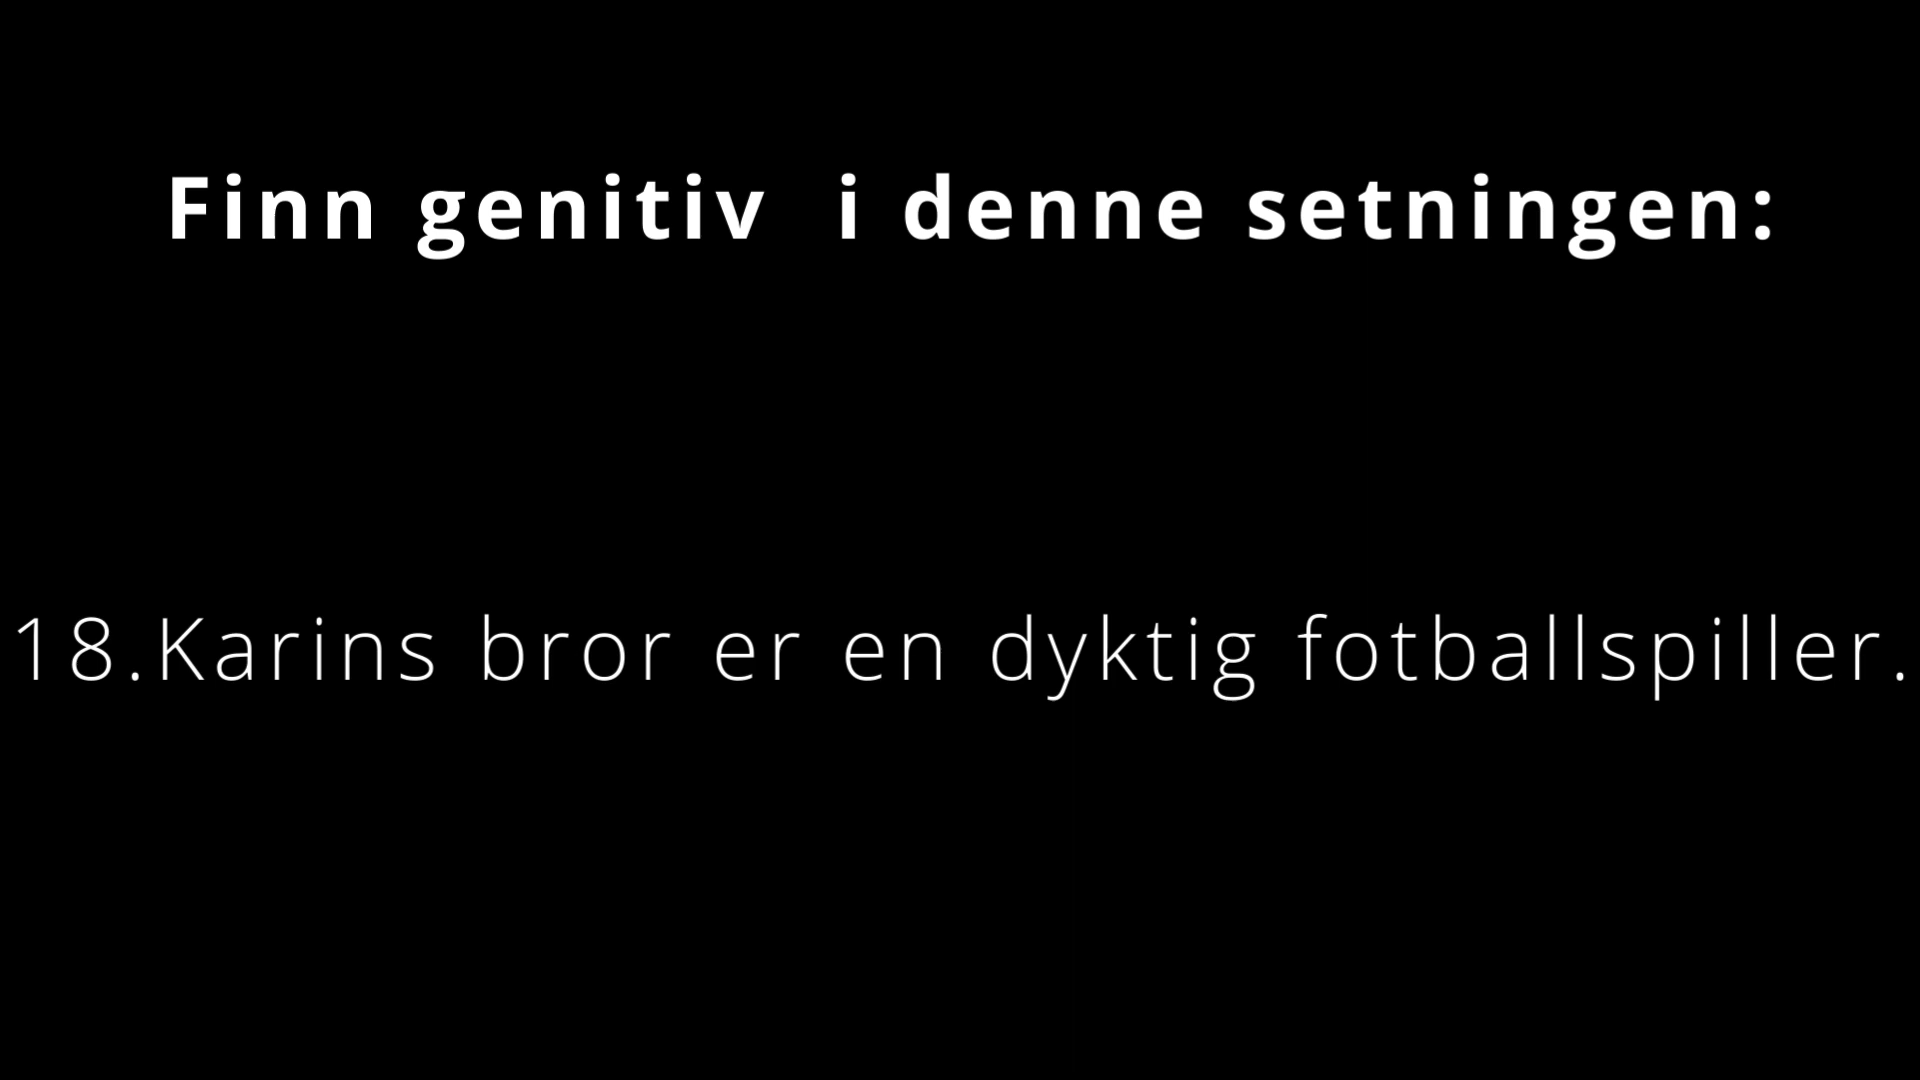 Finn genitiv  i denne setningen:
18.Karins bror er en dyktig fotballspiller.